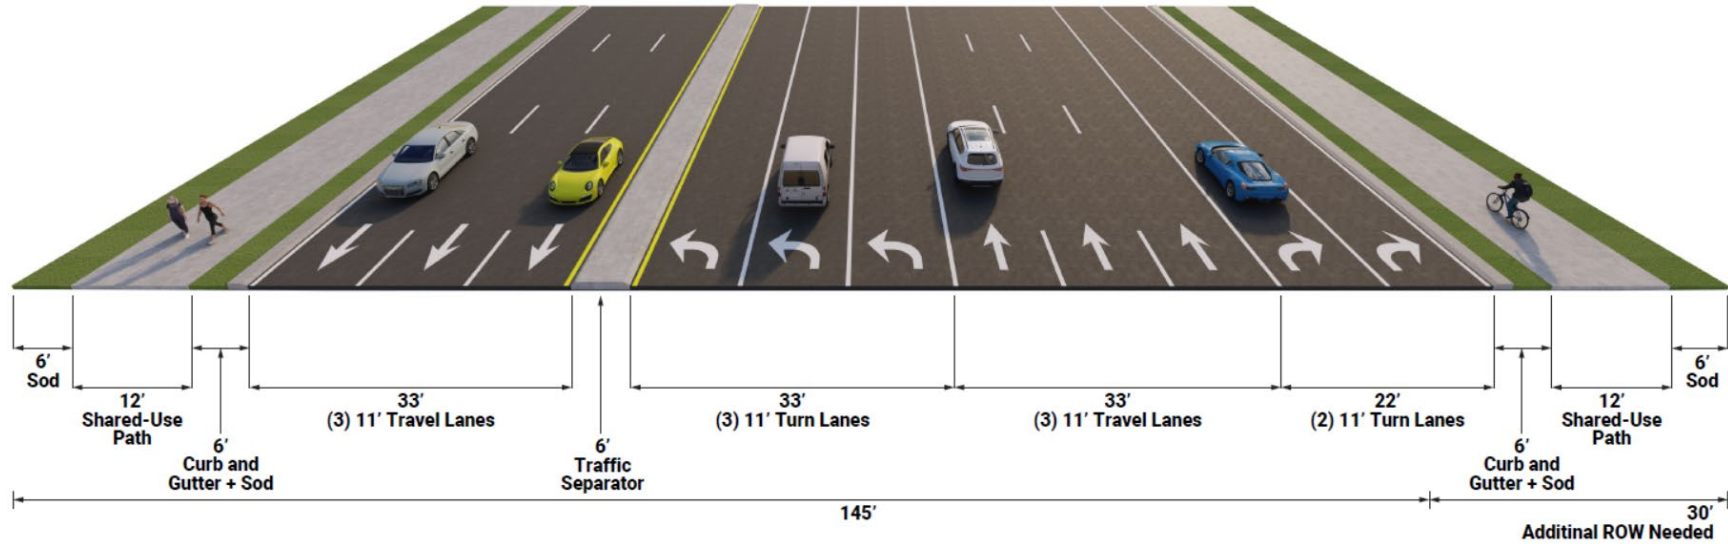 6’
Sod
12’
Shared-Use
Path
6’
Curb and
Gutter + Sod
33’
(3) 11’ Travel Lanes
6’
Traffic
Separator
33’
(3) 11’ Turn Lanes
33’
(3) 11’ Travel Lanes
22’
(2) 11’ Turn Lanes
6’
Curb and
Gutter + Sod
12’
Shared-Use
Path
6’
Sod
145’
30’
Additinal ROW Needed